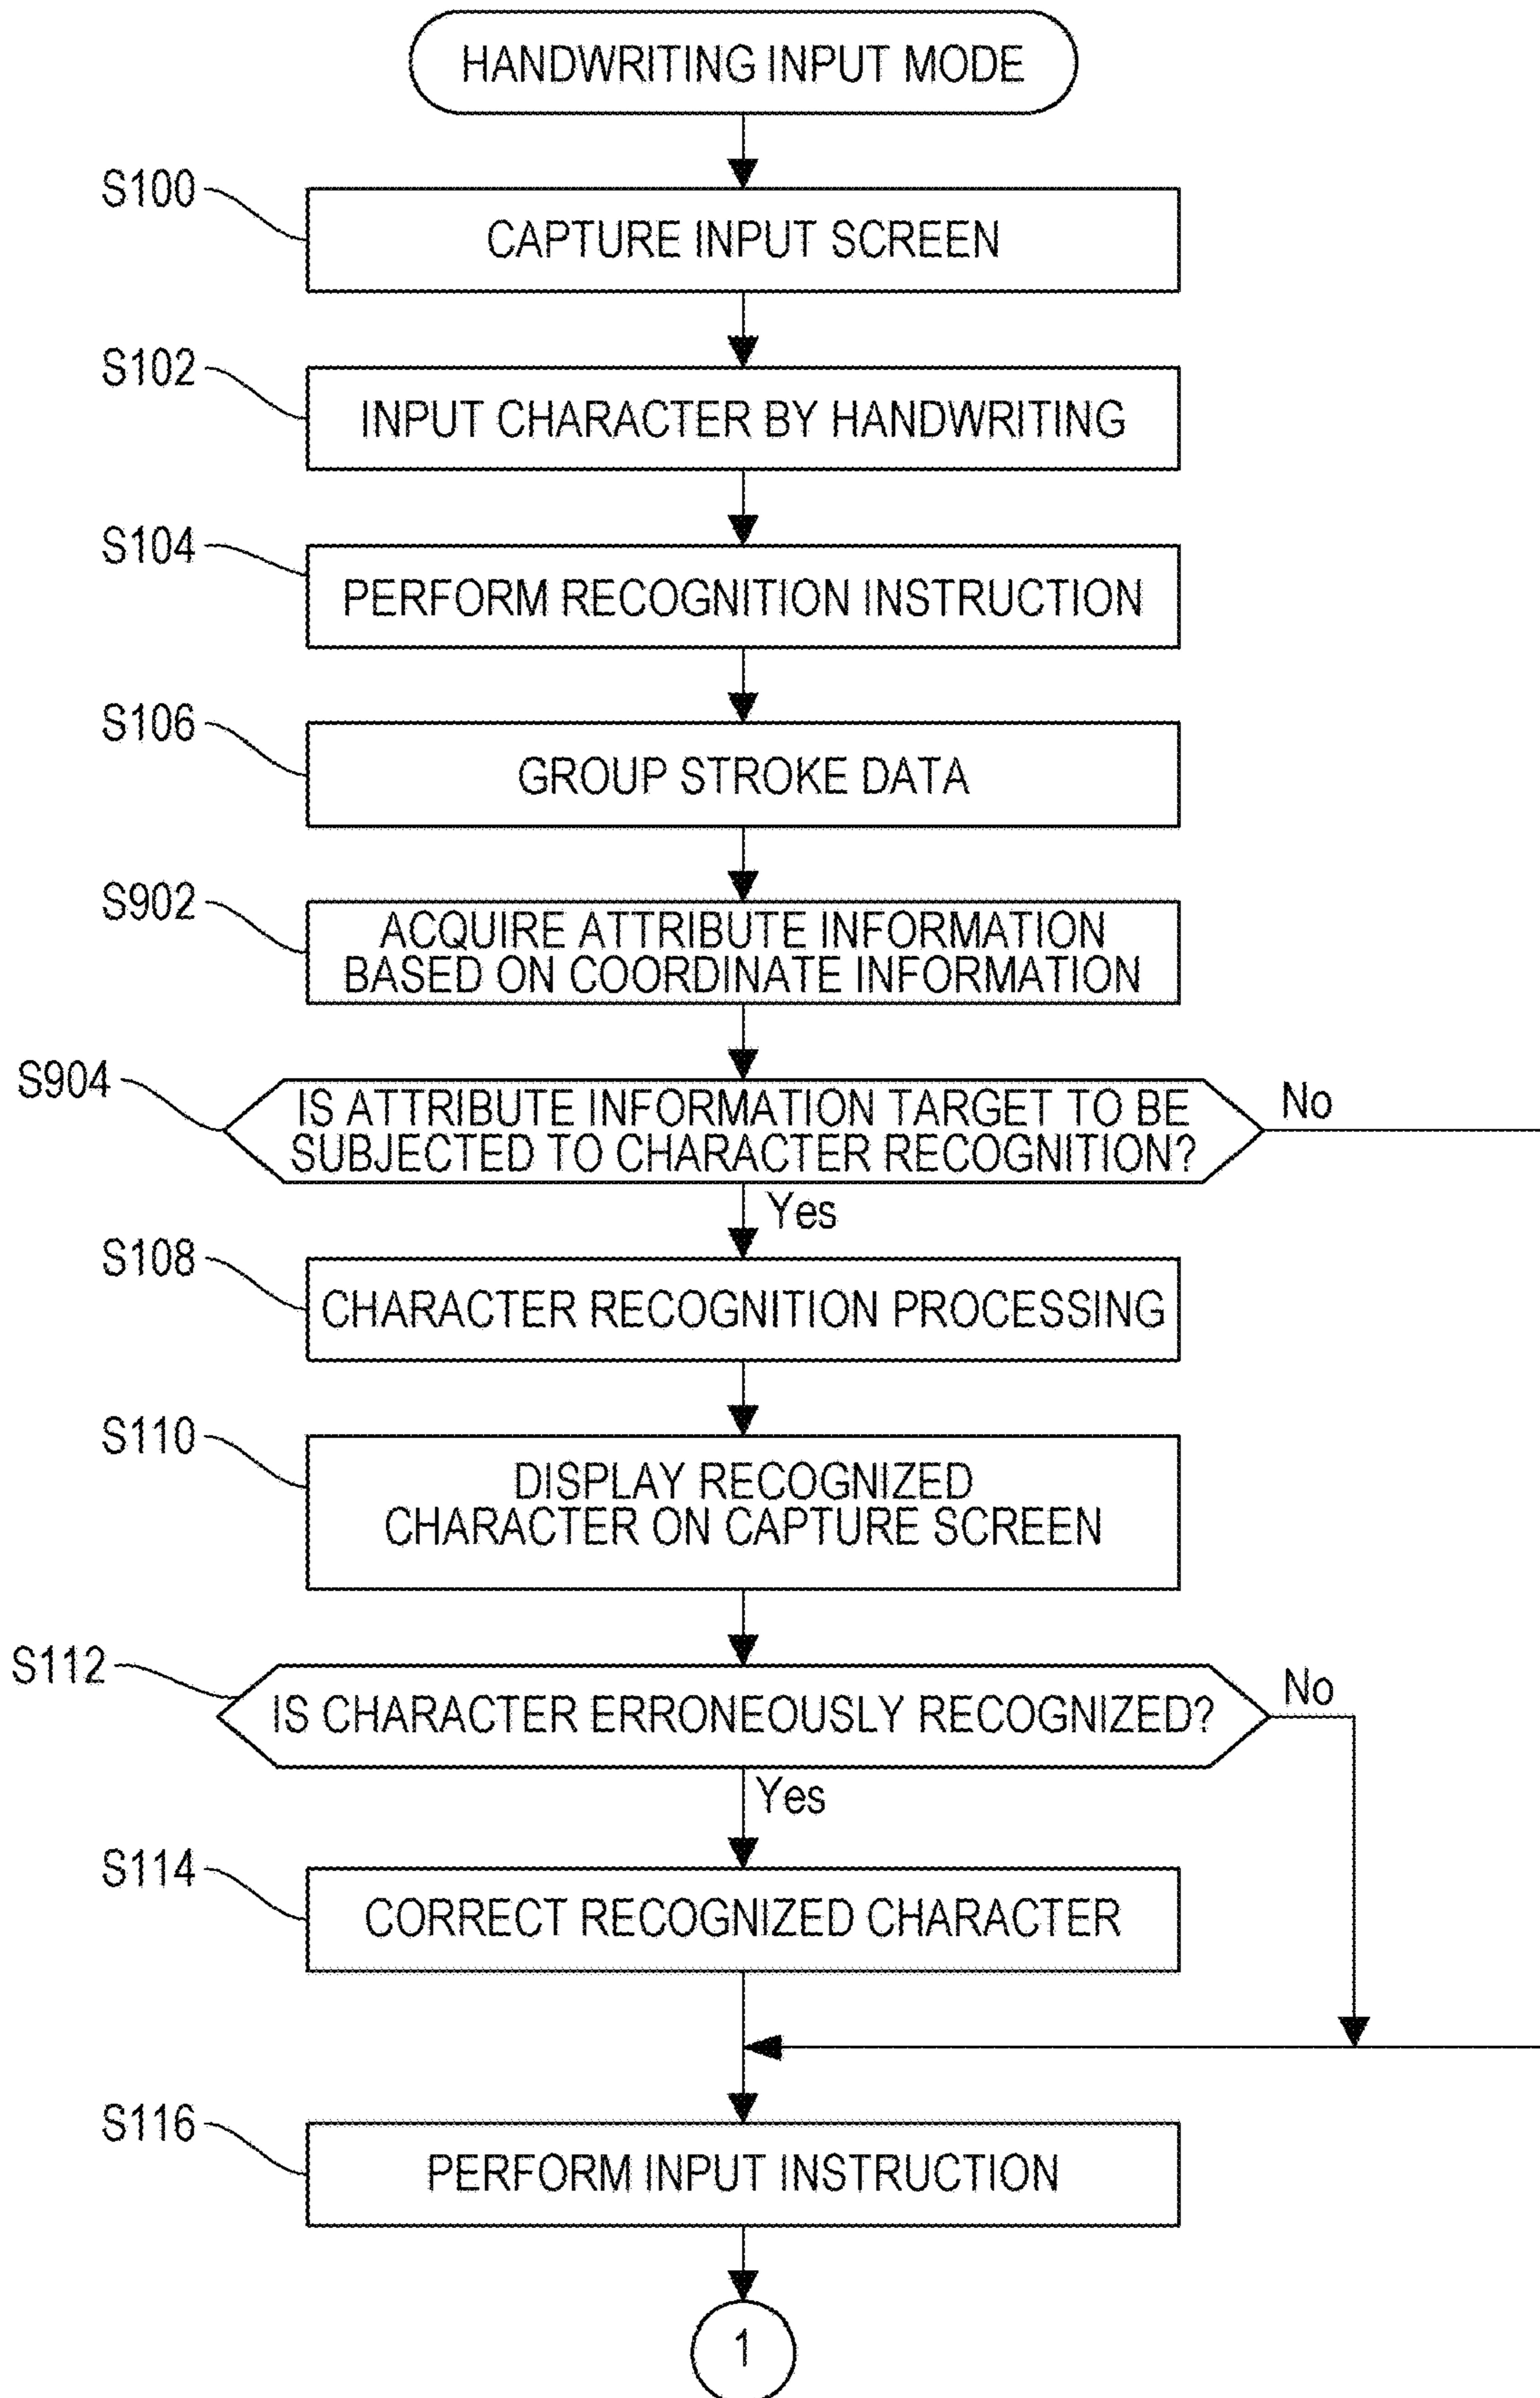 HANDWRITING INPUT MODE
S100
CAPTURE INPUT SCREEN
S102
INPUT CHARACTER BY HANDWRITING
S104
PERFORM RECOGNITION INSTRUCTION
S106
GROUP STROKE DATA
S902
ACQUIRE ATTRIBUTE INFORMATION
BASED ON COORDINATE INFORMATION
S904
IS ATTRIBUTE INFORMATION TARGET TO BE
SUBJECTED TO CHARACTER RECOGNITION?
No
Yes
S108
CHARACTER RECOGNITION PROCESSING
S110
DISPLAY RECOGNIZED
CHARACTER ON CAPTURE SCREEN
S112
IS CHARACTER ERRONEOUSLY RECOGNIZED?
No
Yes
S114
CORRECT RECOGNIZED CHARACTER
S116
PERFORM INPUT INSTRUCTION
1